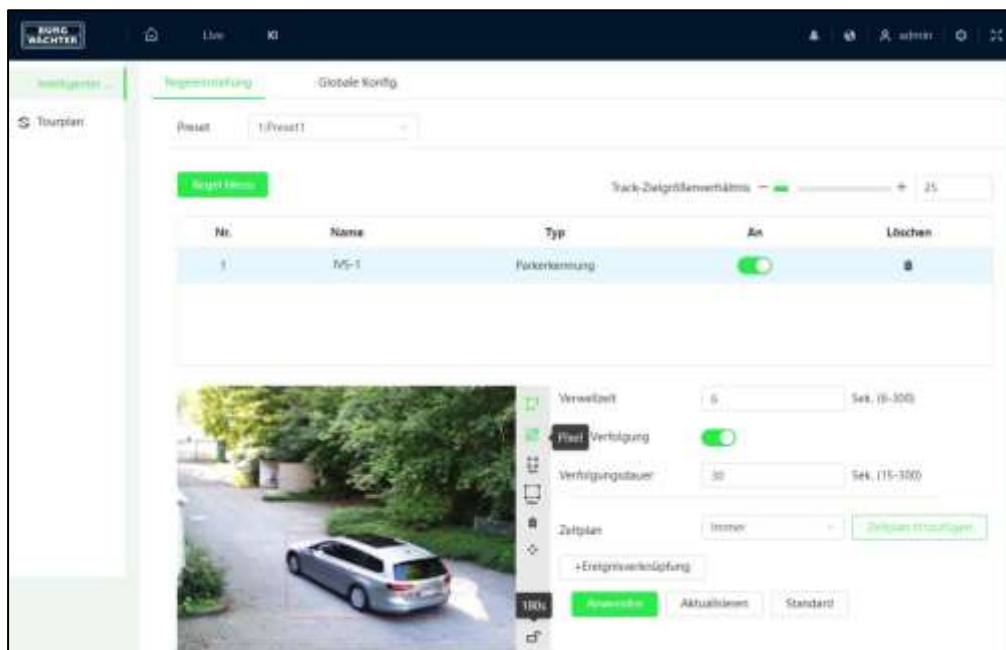 BURG
WÄCHTER
Live
KI
admin
Intelligenter ...
Regeleinstellung
Globale Konfig.
Tourplan
Preset
1:Preset1
Track-Zielgrößenverhältnis
25
Nr.
Name
Typ
An
Löschen
1
IVS-1
Parkerkennung
Verweilzeit
6
Sek. (6-300)
Pixel
Verfolgung
Verfolgungsdauer
30
Sek. (15-300)
Zeitplan
Immer
Zeitplan hinzufügen
+Ereignisverknüpfung
180s
Anwenden
Aktualisieren
Standard